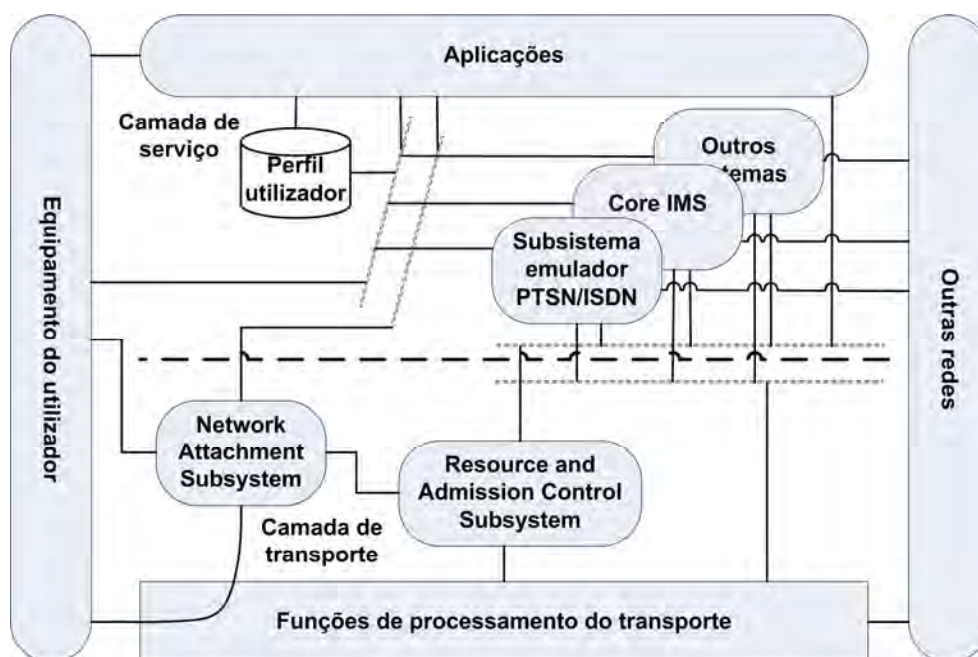 Aplicações
Camada de
serviço
Perfil
utilizador
Outros
Core IMS
Subsistema
emulador
PTSN/ISDN
Equipamento do utilizador
Outras redes
Network
Attachment
Subsystem
Resource and
Admission Control
Subsystem
Camada de
transporte
Funções de processamento do transporte